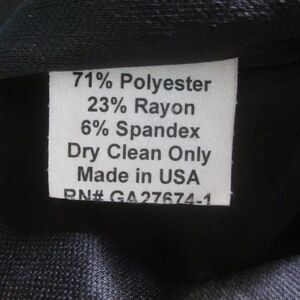 71% Polyester
23% Rayon
6% Spandex
Dry Clean Only
Made in USA
RN# GA27674-1